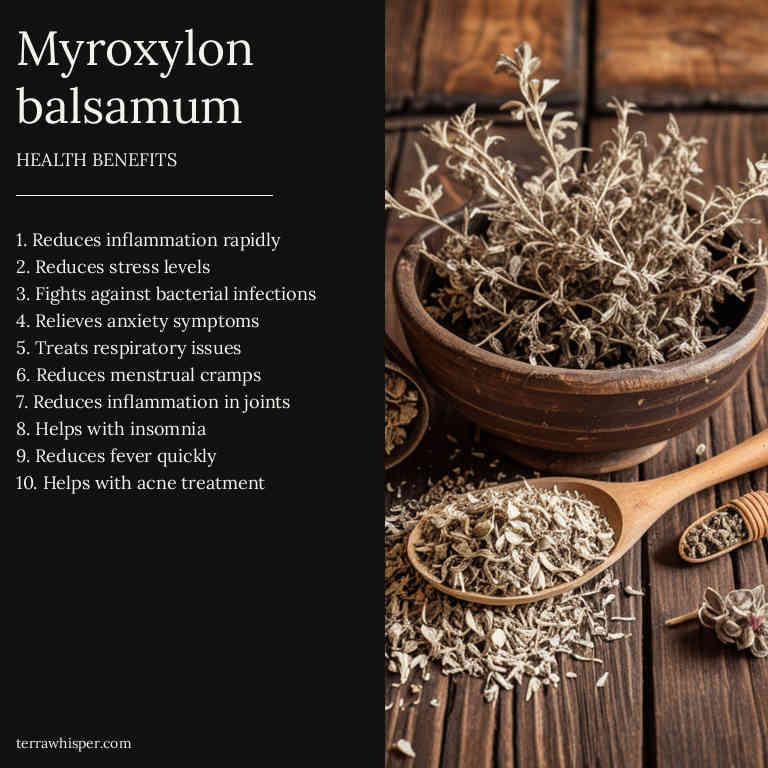 Myroxylon
balsamum
HEALTH BENEFITS
1. Reduces inflammation rapidly
2. Reduces stress levels
3. Fights against bacterial infections
4. Relieves anxiety symptoms
5. Treats respiratory issues
6. Reduces menstrual cramps
7. Reduces inflammation in joints
8. Helps with insomnia
9. Reduces fever quickly
10. Helps with acne treatment
terrawhisper.com